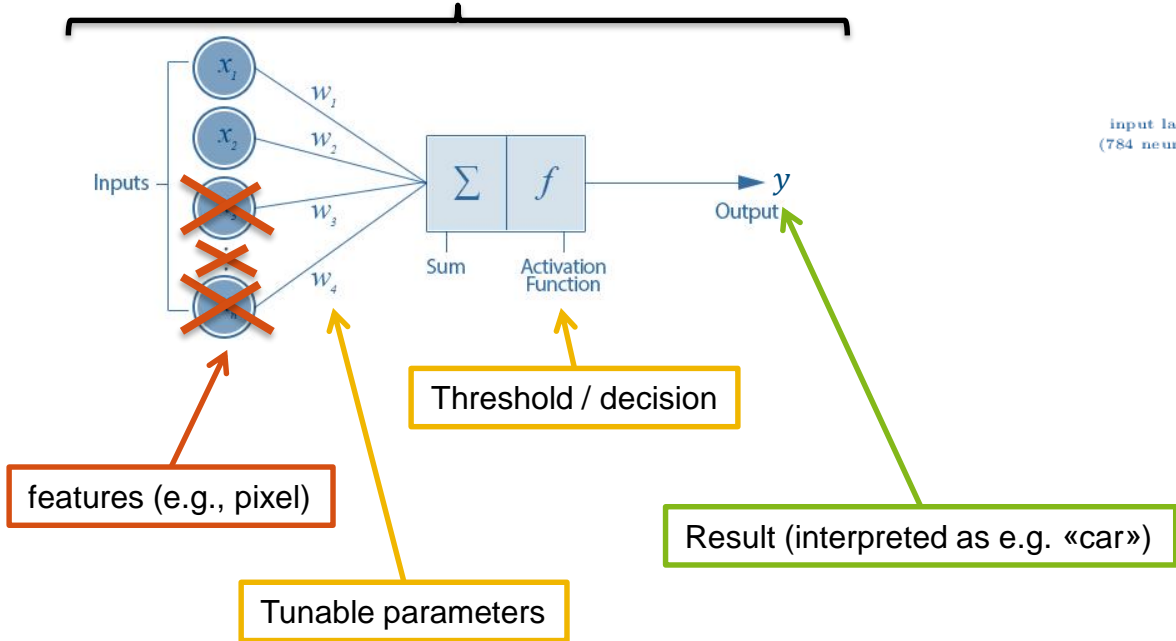 x₁
w₁
x₂
w₂
input la
(784 neur
Inputs
Σ f
y
Output
w₃
Sum
Activation
Function
w₄
Threshold / decision
features (e.g., pixel)
Result (interpreted as e.g. «car»)
Tunable parameters